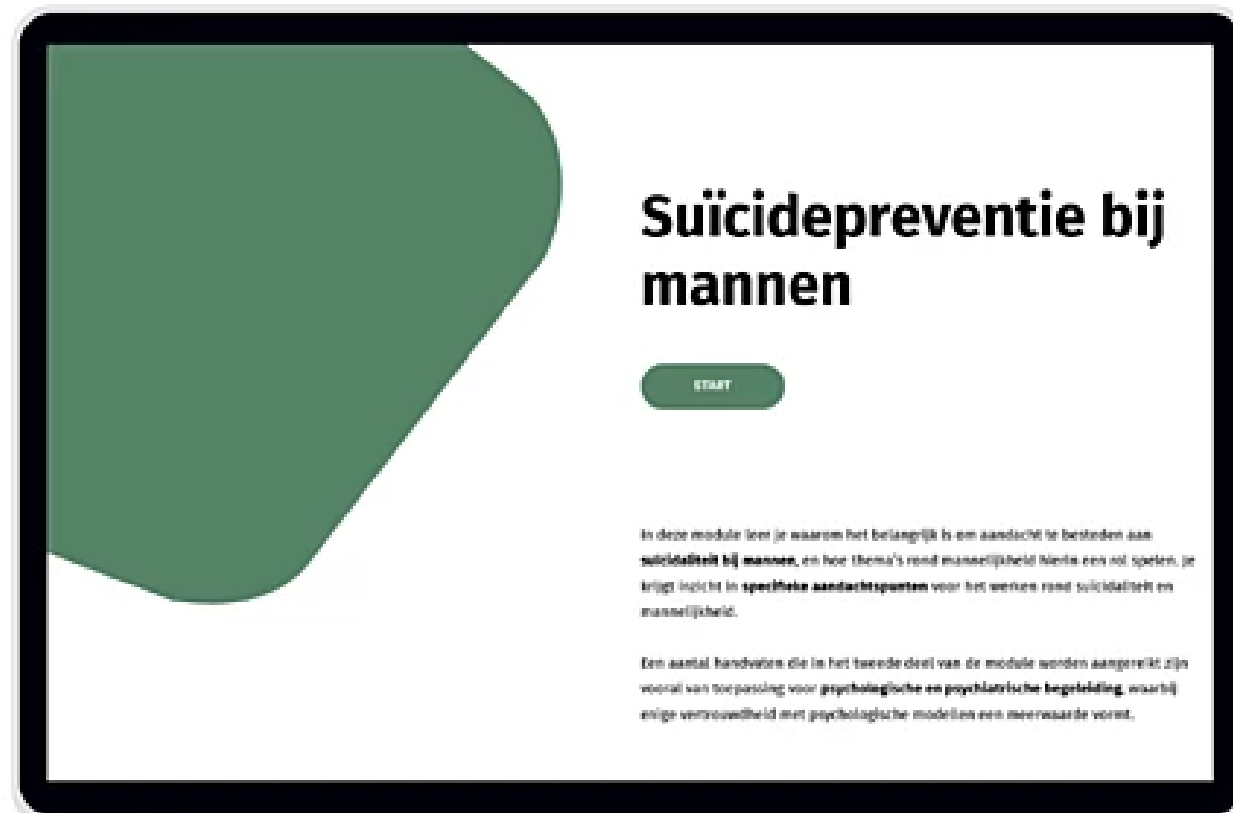 Suïcidepreventie bij
mannen
START
In deze module leer je waarom het belangrijk is om aandacht te besteden aan
suïcidaliteit bij mannen, en hoe thema's rond mannelijkheid hierin een rol spelen. Je
krijgt inzicht in specifieke aandachtspunten voor het werken rond suïcidaliteit en
mannelijkheid.
Een aantal handvaten die in het tweede deel van de module worden aangereikt zijn
vooral van toepassing voor psychologische en psychiatrische begeleiding, waarbij
enige vertrouwdheid met psychologische modellen een meerwaarde vormt.